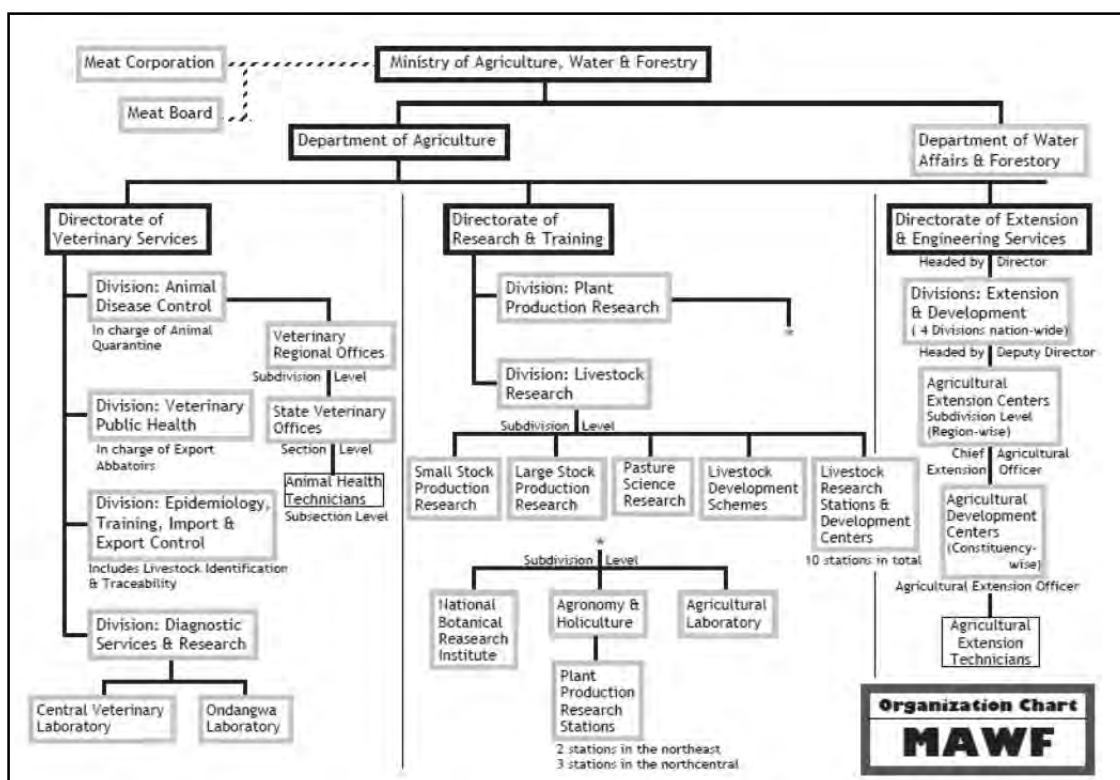 Meat Corporation
Ministry of Agriculture, Water & Forestry
Meat Board
Department of Agriculture
Department of Water
Affairs & Forestory
Directorate of
Veterinary Services
Division: Animal
Disease Control
In charge of Animal
Quarantine
Veterinary
Regional Offices
Subdivision Level
Division: Veterinary
Public Health
In charge of Export
Abbatoirs
State Veterinary
Offices
Section Level
Animal Health
Technicians
Subsection Level
Division: Epidemiology,
Training, Import &
Export Control
Includes Livestock Identification
& Traceability
Division: Diagnostic
Services & Research
Central Veterinary
Laboratory
Ondangwa
Laboratory
Directorate of
Research & Training
Division: Plant
Production Research
*
Division: Livestock
Research
Subdivision Level
Small Stock
Production
Research
Large Stock
Production
Research
Pasture
Science
Research
Livestock
Development
Schemes
Livestock
Research
Stations &
Development
Centers
10 stations in total
*
Subdivision Level
National
Botanical
Reasearch
Institute
Agronomy &
Holiculture
Agricultural
Laboratory
Plant
Production
Research
Stations
2 stations in the northeast
3 stations in the northcentral
Directorate of Extension
& Engineering Services
Headed by Director
Divisions: Extension
& Development
( 4 Divisions nation-wide)
Headed by Deputy Director
Agricultural
Extension Centers
Subdivision Level
(Region-wise)
Chief Agricultural
Extension Officer
Agricultural
Development
Centers
(Constituency-
wise)
Agricultural Extension Officer
Agricultural
Extension
Technicians
Organization Chart
MAWF